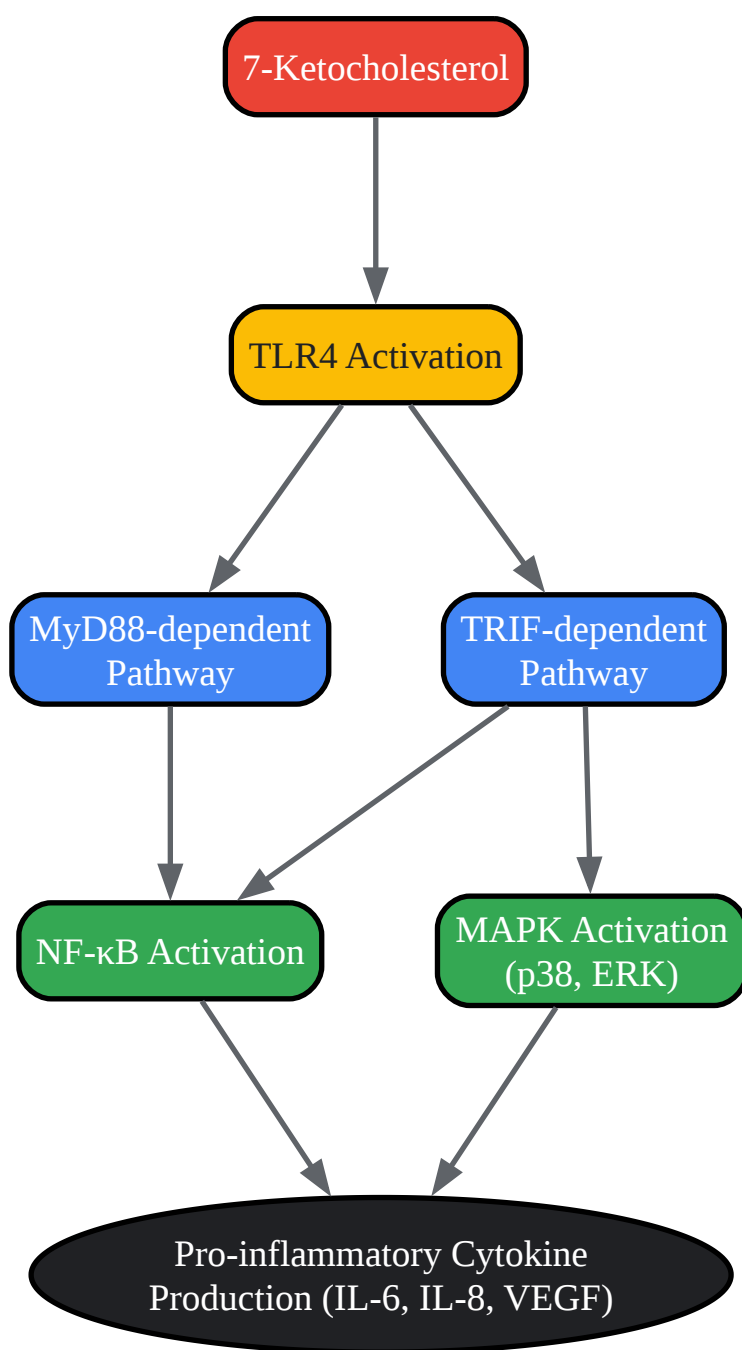 7-Ketocholesterol
TLR4 Activation
MyD88-dependent
Pathway
TRIF-dependent
Pathway
NF-κB Activation
MAPK Activation
(p38, ERK)
Pro-inflammatory Cytokine
Production (IL-6, IL-8, VEGF)